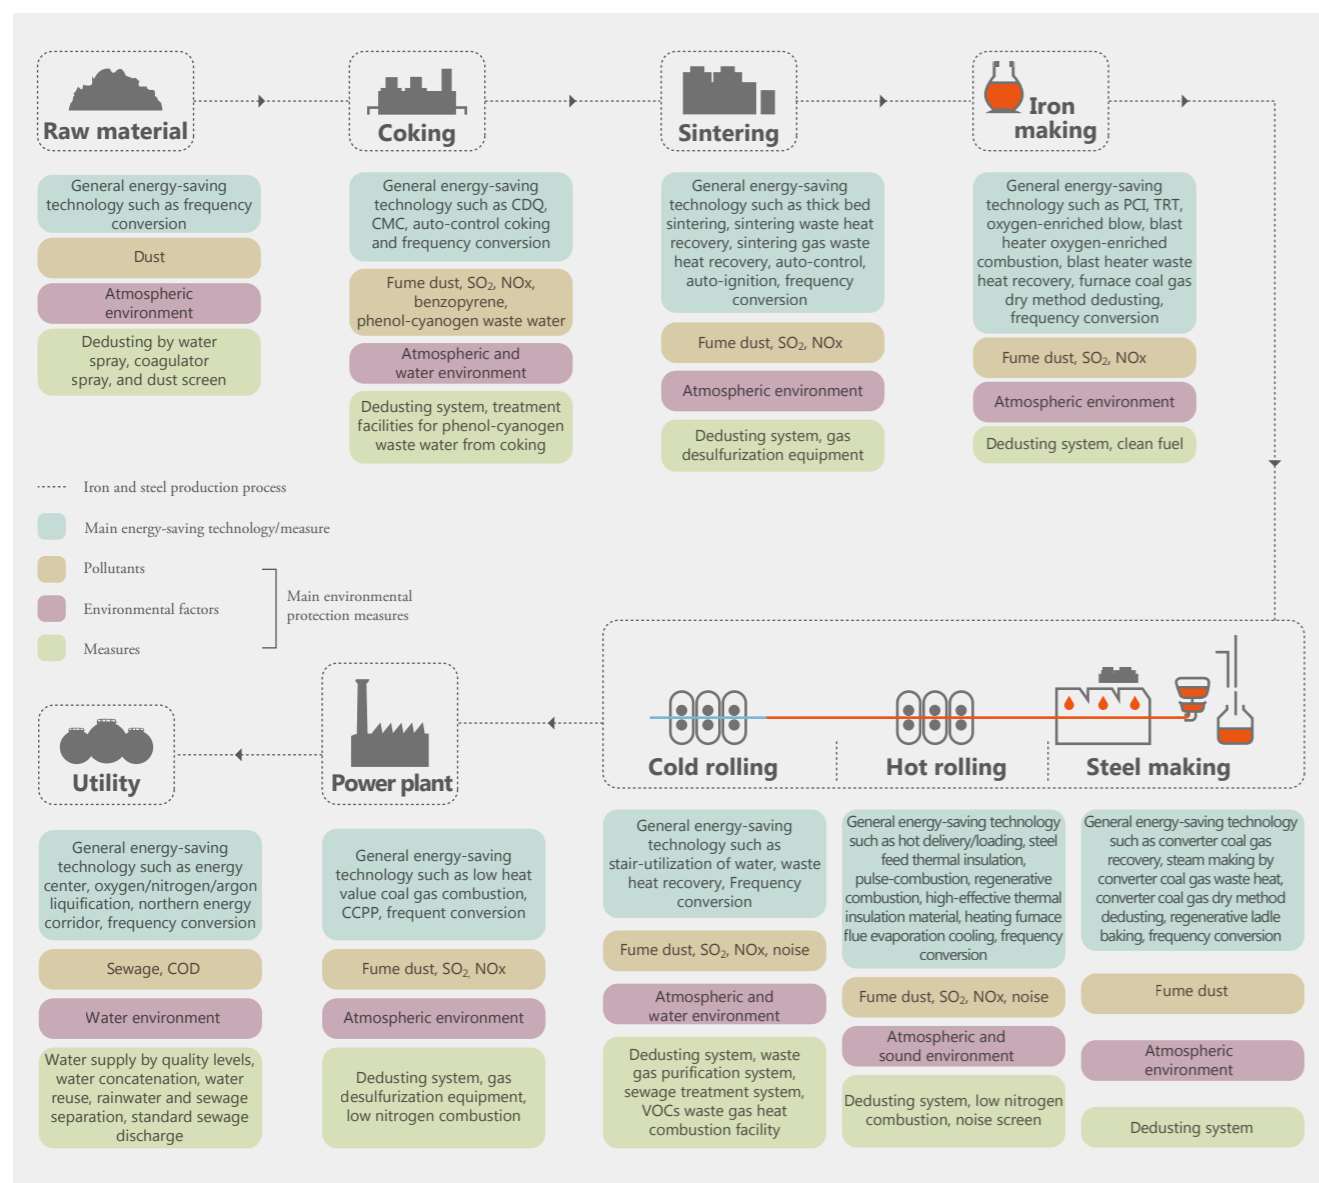 Raw material
Coking
Sintering
Iron
making
General energy-saving
technology such as frequency
conversion
Dust
Atmospheric
environment
Dedusting by water
spray, coagulator
spray, and dust screen
General energy-saving
technology such as CDQ,
CMC, auto-control coking
and frequency conversion
Fume dust, SO₂, NOx,
benzopyrene,
phenol-cyanogen waste water
Atmospheric and
water environment
Dedusting system, treatment
facilities for phenol-cyanogen
waste water from coking
General energy-saving
technology such as thick bed
sintering, sintering waste heat
recovery, sintering gas waste
heat recovery, auto-control,
auto-ignition, frequency
conversion
Fume dust, SO₂, NOx
Atmospheric environment
Dedusting system, gas
desulfurization equipment
General energy-saving
technology such as PCI, TRT,
oxygen-enriched blow, blast
heater oxygen-enriched
combustion, blast heater waste
heat recovery, furnace coal gas
dry method dedusting,
frequency conversion
Fume dust, SO₂, NOx
Atmospheric environment
Dedusting system, clean fuel
Iron and steel production process
Main energy-saving technology/measure
Pollutants
Environmental factors
Measures
Main environmental
protection measures
Utility
Power plant
Cold rolling
Hot rolling
Steel making
General energy-saving
technology such as energy
center, oxygen/nitrogen/argon
liquification, northern energy
corridor, frequency conversion
Sewage, COD
Water environment
Water supply by quality levels,
water concatenation, water
reuse, rainwater and sewage
separation, standard sewage
discharge
General energy-saving
technology such as low heat
value coal gas combustion,
CCPP, frequent conversion
Fume dust, SO₂, NOx
Atmospheric environment
Dedusting system, gas
desulfurization equipment,
low nitrogen combustion
General energy-saving
technology such as
stair-utilization of water, waste
heat recovery, Frequency
conversion
Fume dust, SO₂, NOx, noise
Atmospheric and
water environment
Dedusting system, waste
gas purification system,
sewage treatment system,
VOCs waste gas heat
combustion facility
General energy-saving technology
such as hot delivery/loading, steel
feed thermal insulation,
pulse-combustion, regenerative
combustion, high-effective thermal
insulation material, heating furnace
flue evaporation cooling, frequency
conversion
Fume dust, SO₂, NOx, noise
Atmospheric and
sound environment
Dedusting system, low nitrogen
combustion, noise screen
General energy-saving technology
such as converter coal gas
recovery, steam making by
converter coal gas waste heat,
converter coal gas dry method
dedusting, regenerative ladle
baking, frequency conversion
Fume dust
Atmospheric
environment
Dedusting system